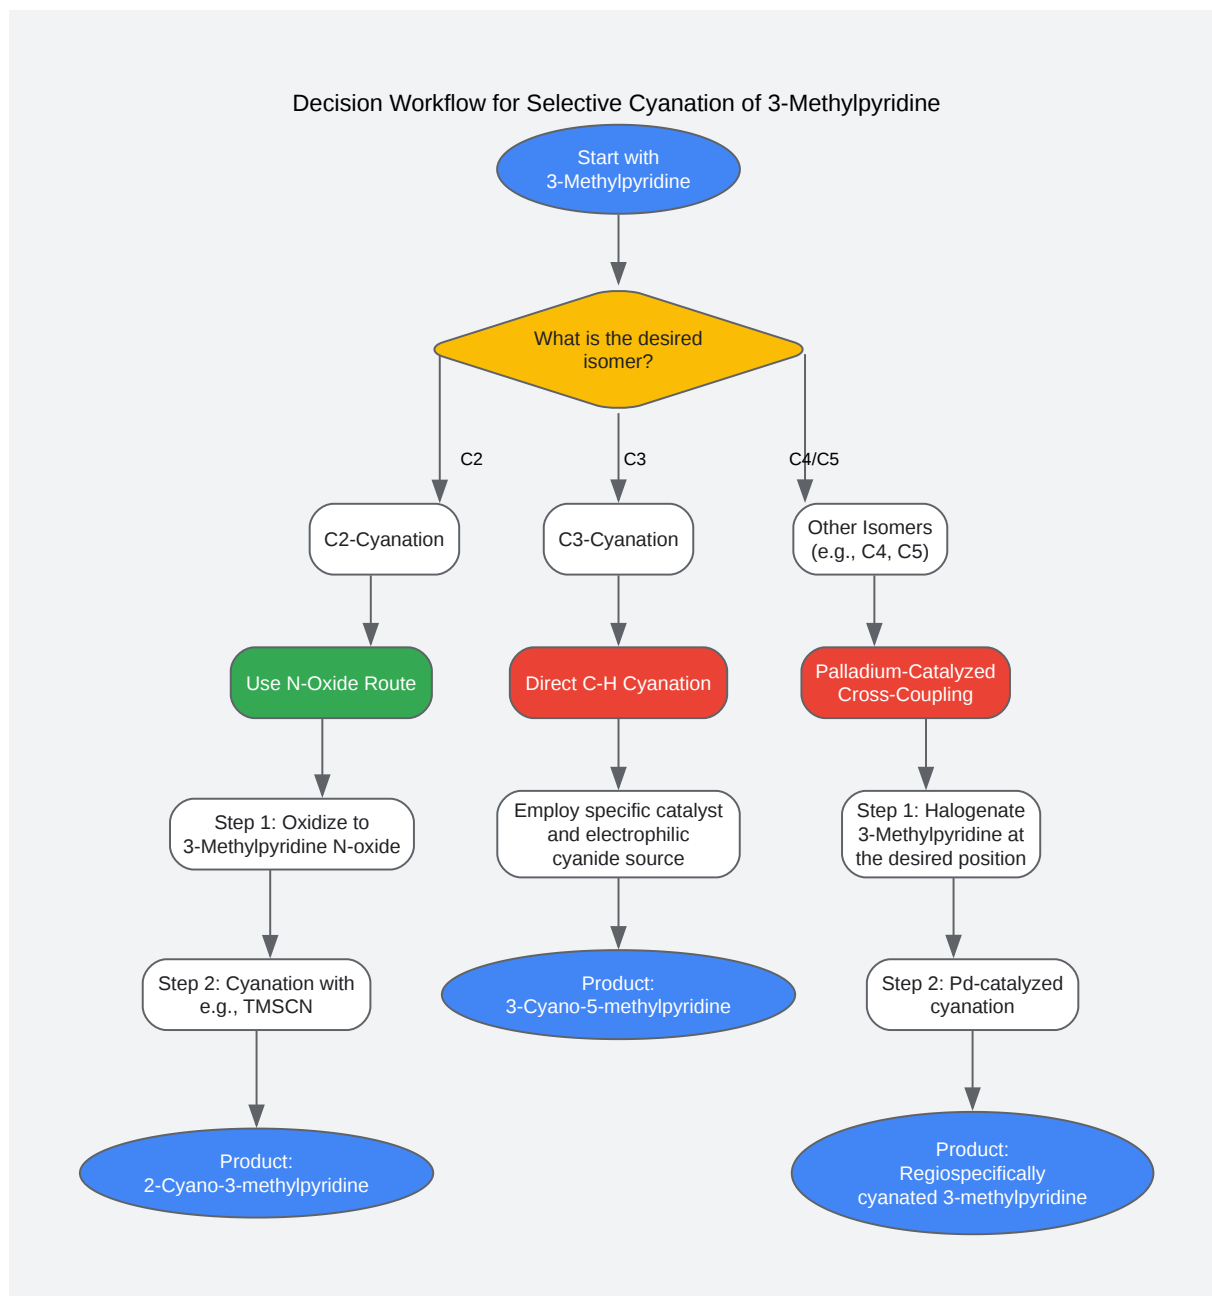 Decision Workflow for Selective Cyanation of 3-Methylpyridine
Start with
3-Methylpyridine
What is the desired
isomer?
C2
C3
C4/C5
C2-Cyanation
C3-Cyanation
Other Isomers
(e.g., C4, C5)
Use N-Oxide Route
Direct C-H Cyanation
Palladium-Catalyzed
Cross-Coupling
Step 1: Oxidize to
3-Methylpyridine N-oxide
Employ specific catalyst
and electrophilic
cyanide source
Step 1: Halogenate
3-Methylpyridine at
the desired position
Step 2: Cyanation with
e.g., TMSCN
Product:
3-Cyano-5-methylpyridine
Step 2: Pd-catalyzed
cyanation
Product:
2-Cyano-3-methylpyridine
Product:
Regiospecifically
cyanated 3-methylpyridine